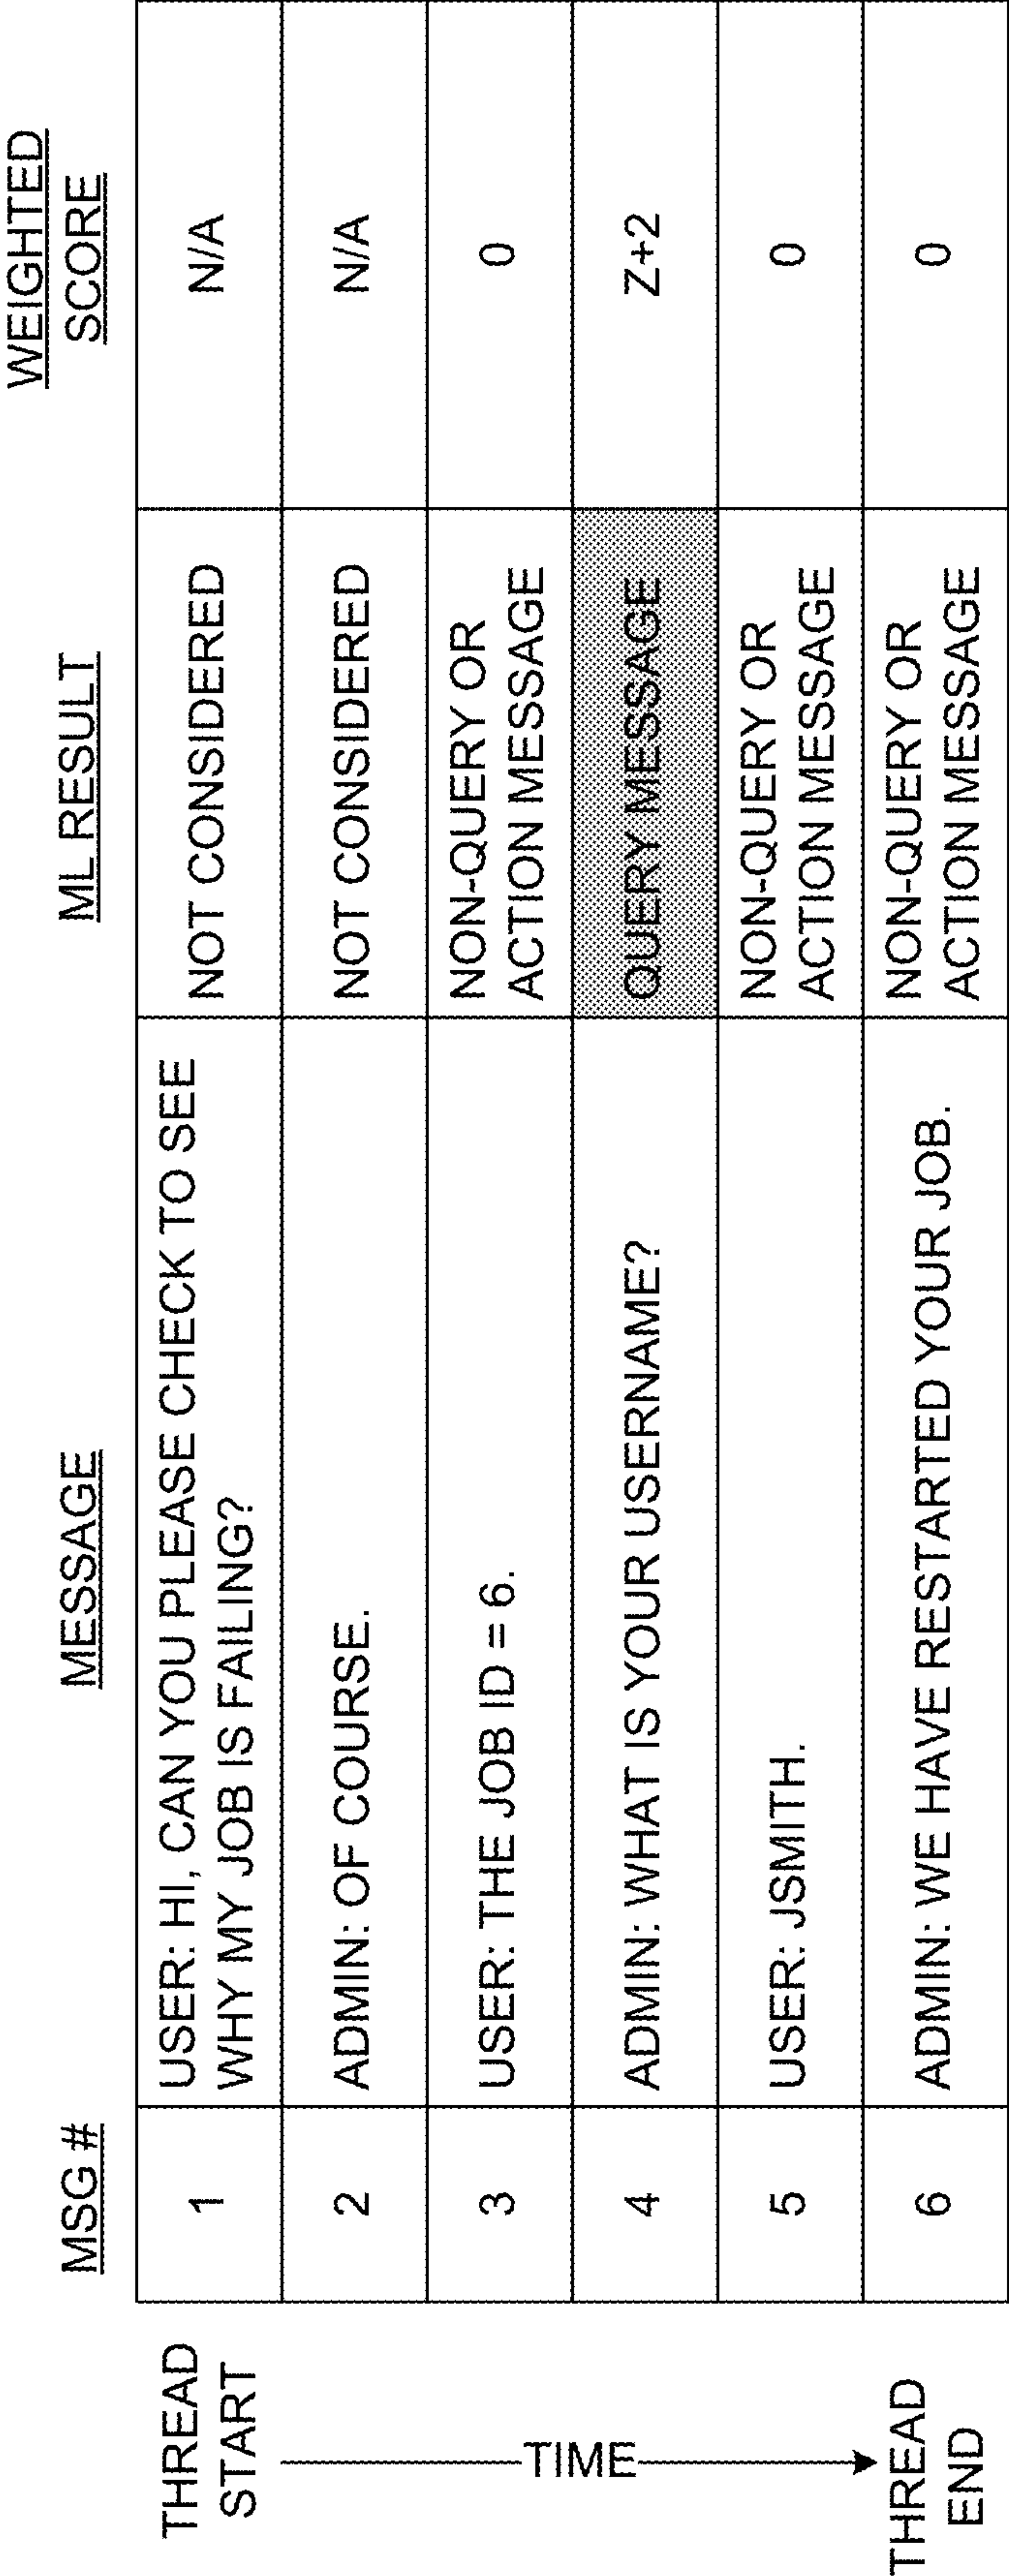 MSG #
MESSAGE
ML RESULT
WEIGHTED
SCORE
THREAD
START
1
USER: HI, CAN YOU PLEASE CHECK TO SEE
WHY MY JOB IS FAILING?
NOT CONSIDERED
N/A
2
ADMIN: OF COURSE.
NOT CONSIDERED
N/A
3
USER: THE JOB ID = 6.
NON-QUERY OR
ACTION MESSAGE
0
TIME
4
ADMIN: WHAT IS YOUR USERNAME?
QUERY MESSAGE
Z+2
5
USER: JSMITH.
NON-QUERY OR
ACTION MESSAGE
0
THREAD
END
6
ADMIN: WE HAVE RESTARTED YOUR JOB.
NON-QUERY OR
ACTION MESSAGE
0